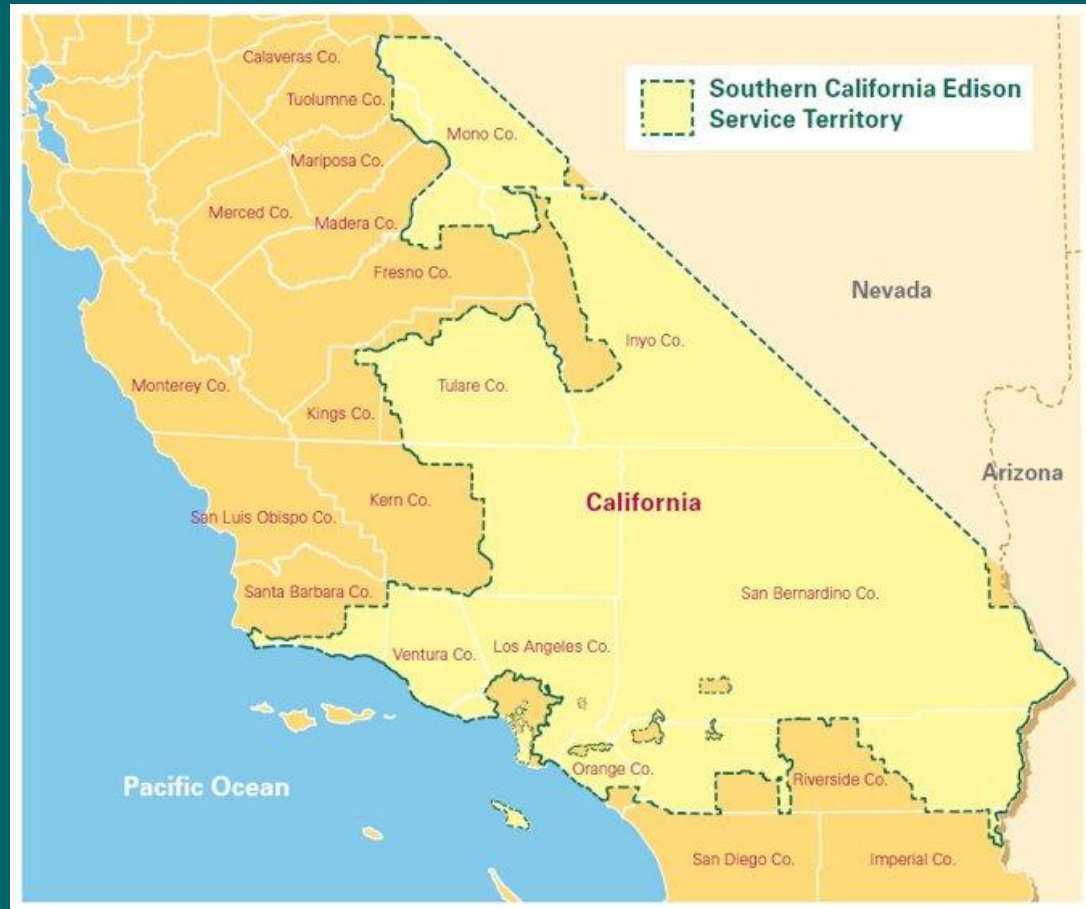 Calaveras Co.
Southern California Edison
Service Territory
Tuolumne Co.
Mono Co.
Mariposa Co.
Merced Co.
Madera Co.
Fresno Co.
Nevada
Inyo Co.
Monterey Co.
Tulare Co.
Kings Co.
Arizona
Kern Co.
California
San Luis Obispo Co.
Santa Barbara Co.
San Bernardino Co.
Ventura Co.
Los Angeles Co.
Orange Co.
Riverside Co.
Pacific Ocean
San Diego Co.
Imperial Co.